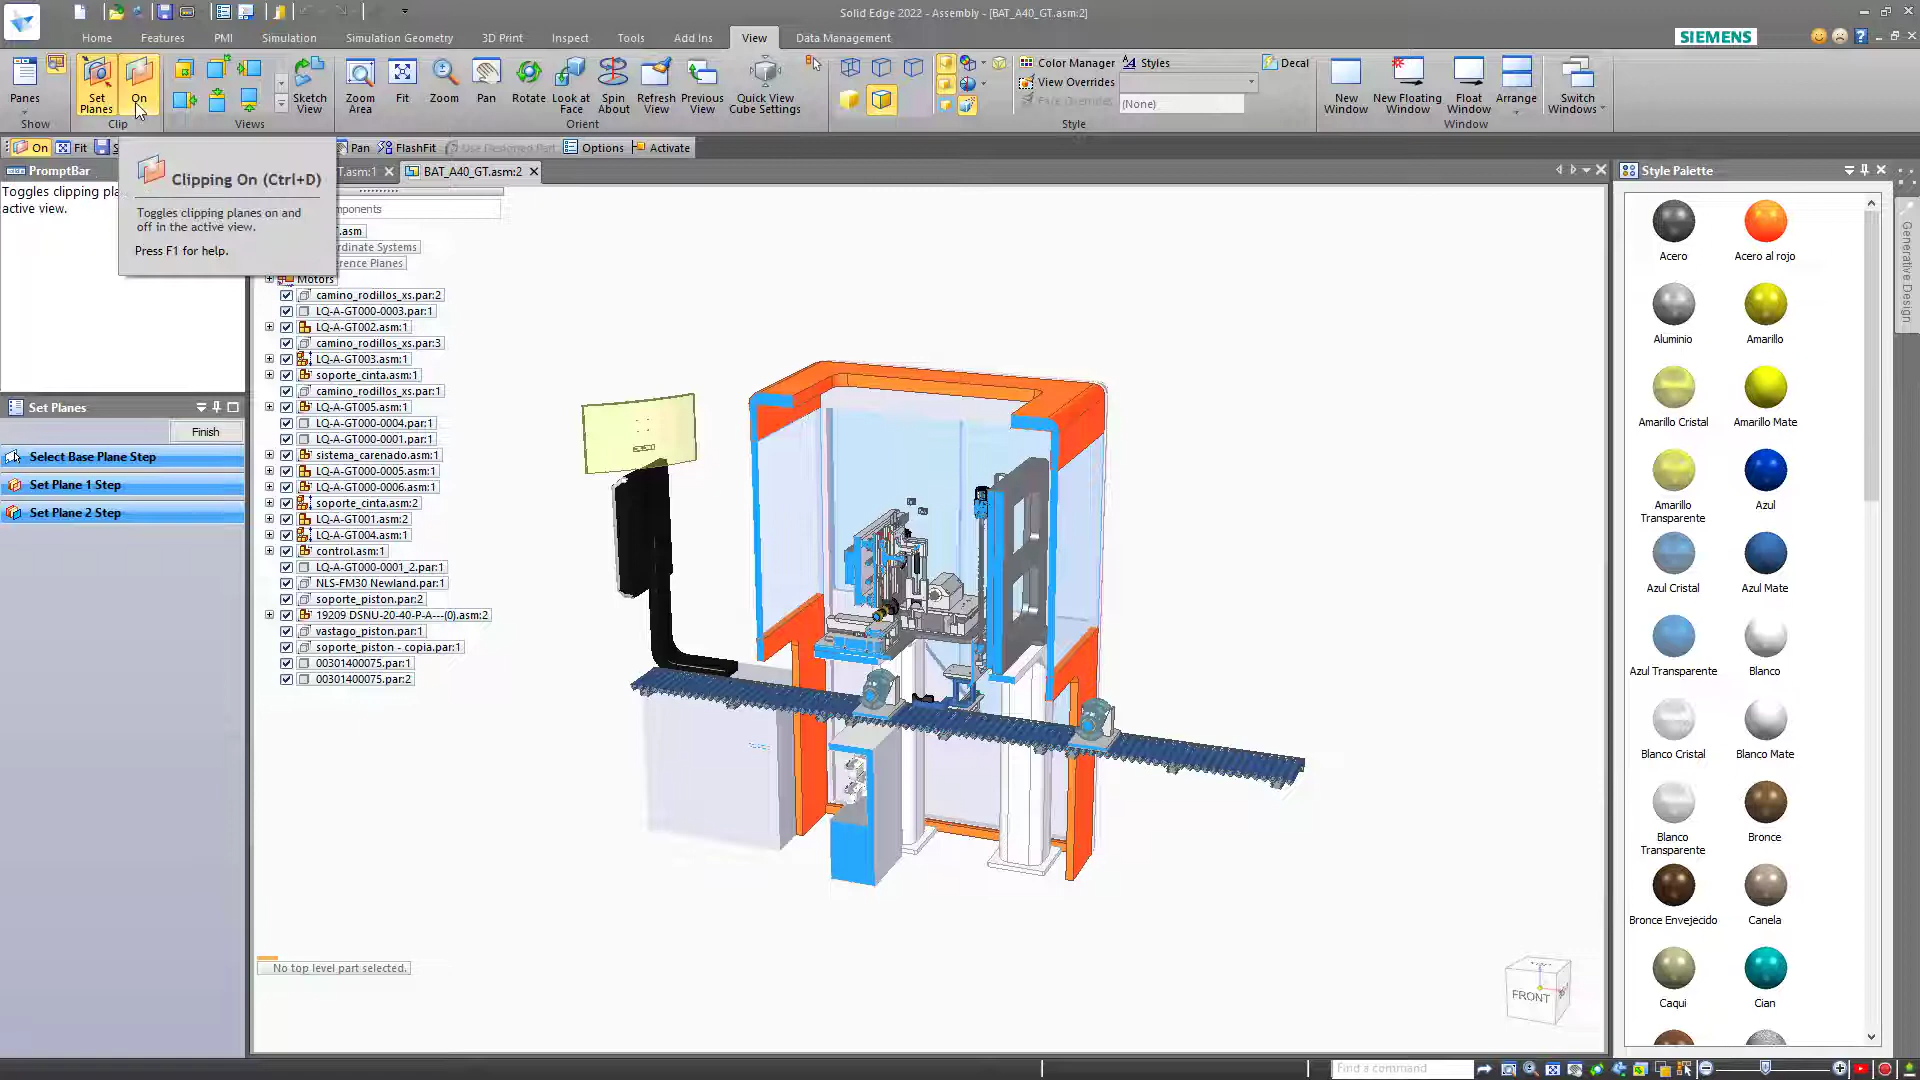 Solid Edge 2022 - Assembly - [BAT_A40_GT.asm:2]
Home
Features
PMI
Simulation
Simulation Geometry
3D Print
Inspect
Tools
Add Ins
View
Data Management
SIEMENS
Panes
Set Planes
On
Sketch View
Zoom Area
Fit
Zoom
Pan
Rotate
Look at Face
Spin About
Refresh View
Previous View
Quick View Cube Settings
Color Manager
View Overrides
Face Overrides
Styles
(None)
Decal
New Window
New Floating Window
Float Window
Arrange
Switch Windows
Show
Clip
Views
Orient
Style
Window
On
Fit
S
Pan
FlashFit
Use Designed Part
Options
Activate
PromptBar
Toggles clipping pla
active view.
Clipping On (Ctrl+D)
Toggles clipping planes on and
off in the active view.
Press F1 for help.
T.asm:1
BAT_A40_GT.asm:2
ponents
.asm
rdinate Systems
erence Planes
Motors
camino_rodillos_xs.par:2
LQ-A-GT000-0003.par:1
LQ-A-GT002.asm:1
camino_rodillos_xs.par:3
LQ-A-GT003.asm:1
soporte_cinta.asm:1
camino_rodillos_xs.par:1
LQ-A-GT005.asm:1
LQ-A-GT000-0004.par:1
LQ-A-GT000-0001.par:1
sistema_carenado.asm:1
LQ-A-GT000-0005.asm:1
LQ-A-GT000-0006.asm:1
soporte_cinta.asm:2
LQ-A-GT001.asm:2
LQ-A-GT004.asm:1
control.asm:1
LQ-A-GT000-0001_2.par:1
NLS-FM30 Newland.par:1
soporte_piston.par:2
19209 DSNU-20-40-P-A---(0).asm:2
vastago_piston.par:1
soporte_piston - copia.par:1
00301400075.par:1
00301400075.par:2
Set Planes
Finish
Select Base Plane Step
Set Plane 1 Step
Set Plane 2 Step
No top level part selected.
FRONT
Style Palette
Acero
Acero al rojo
Aluminio
Amarillo
Amarillo Cristal
Amarillo Mate
Amarillo Transparente
Azul
Azul Cristal
Azul Mate
Azul Transparente
Blanco
Blanco Cristal
Blanco Mate
Blanco Transparente
Bronce
Bronce Envejecido
Canela
Caqui
Cian
Generative Design
Find a command